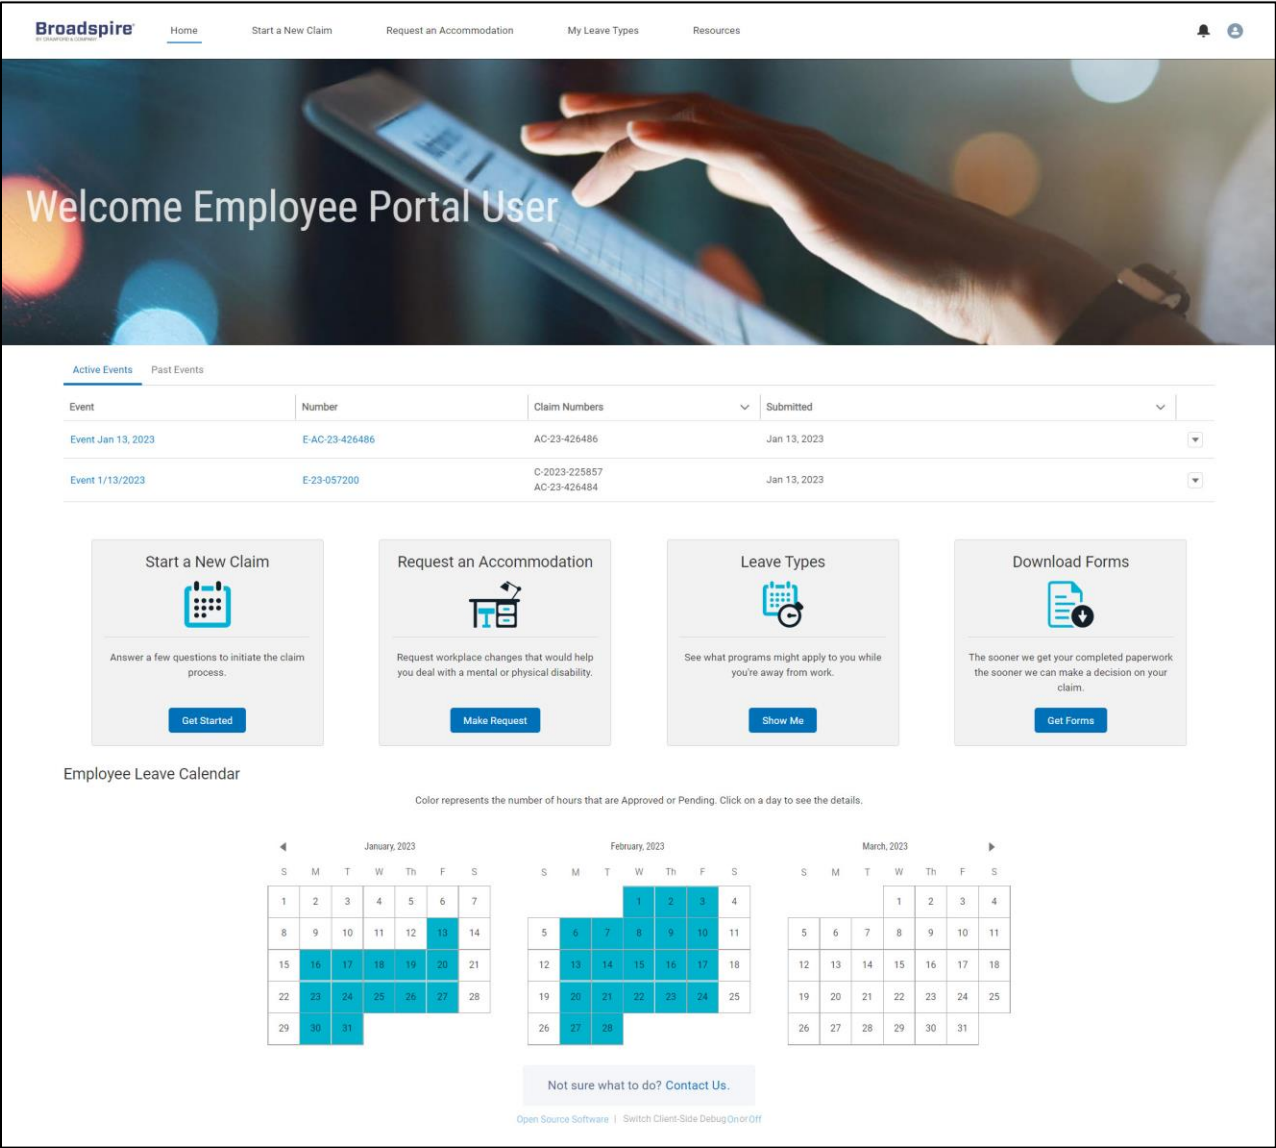 Broadspire®
BY CRAWFORD & COMPANY
Home Start a New Claim Request an Accommodation My Leave Types Resources
Welcome Employee Portal User
Active Events Past Events
Event Number Claim Numbers Submitted
Event Jan 13, 2023 E-AC-23-426486 AC-23-426486 Jan 13, 2023
Event 1/13/2023 E-23-057200 C-2023-225857 Jan 13, 2023
AC-23-426484
Start a New Claim
Answer a few questions to initiate the claim
process.
Get Started
Request an Accommodation
Request workplace changes that would help
you deal with a mental or physical disability.
Make Request
Leave Types
See what programs might apply to you while
you're away from work.
Show Me
Download Forms
The sooner we get your completed paperwork
the sooner we can make a decision on your
claim.
Get Forms
Employee Leave Calendar
Color represents the number of hours that are Approved or Pending. Click on a day to see the details.
January, 2023
S M T W Th F S
1 2 3 4 5 6 7
8 9 10 11 12 13 14
15 16 17 18 19 20 21
22 23 24 25 26 27 28
29 30 31
February, 2023
S M T W Th F S
1 2 3 4
5 6 7 8 9 10 11
12 13 14 15 16 17 18
19 20 21 22 23 24 25
26 27 28
March, 2023
S M T W Th F S
1 2 3 4
5 6 7 8 9 10 11
12 13 14 15 16 17 18
19 20 21 22 23 24 25
26 27 28 29 30 31
Not sure what to do? Contact Us.
Open Source Software | Switch Client-Side Debug On or Off